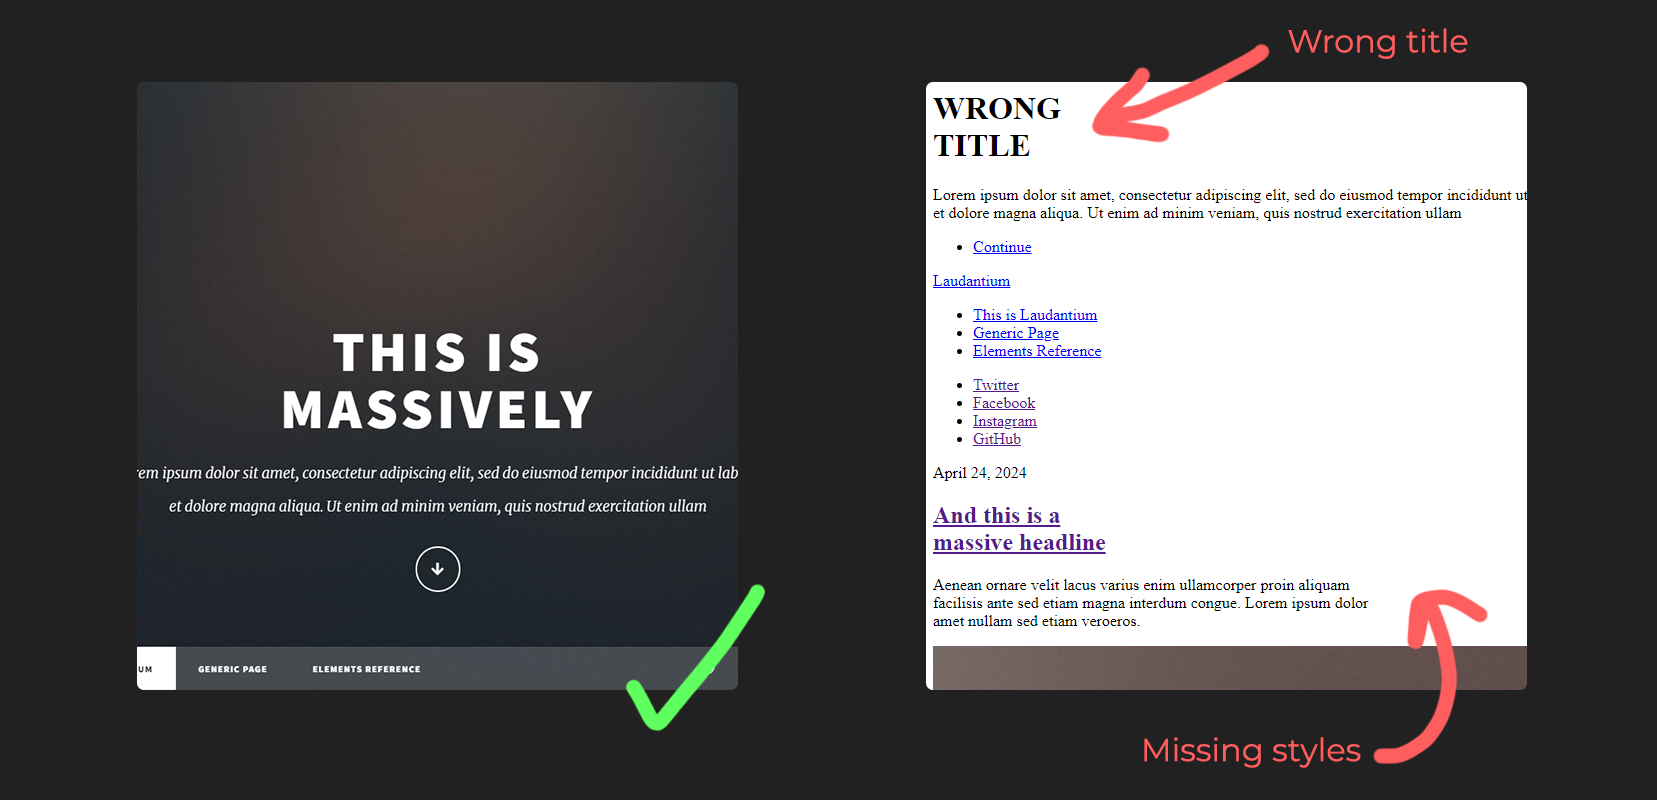 Wrong title
THIS IS
MASSIVELY
rem ipsum dolor sit amet, consectetur adipiscing elit, sed do eiusmod tempor incididunt ut lab
et dolore magna aliqua. Ut enim ad minim veniam, quis nostrud exercitation ullam
UM GENERIC PAGE ELEMENTS REFERENCE
WRONG
TITLE
Lorem ipsum dolor sit amet, consectetur adipiscing elit, sed do eiusmod tempor incididunt ut
et dolore magna aliqua. Ut enim ad minim veniam, quis nostrud exercitation ullam
Continue
Laudantium
This is Laudantium
Generic Page
Elements Reference
Twitter
Facebook
Instagram
GitHub
April 24, 2024
And this is a
massive headline
Aenean ornare velit lacus varius enim ullamcorper proin aliquam
facilisis ante sed etiam magna interdum congue. Lorem ipsum dolor
amet nullam sed etiam veroeros.
Missing styles